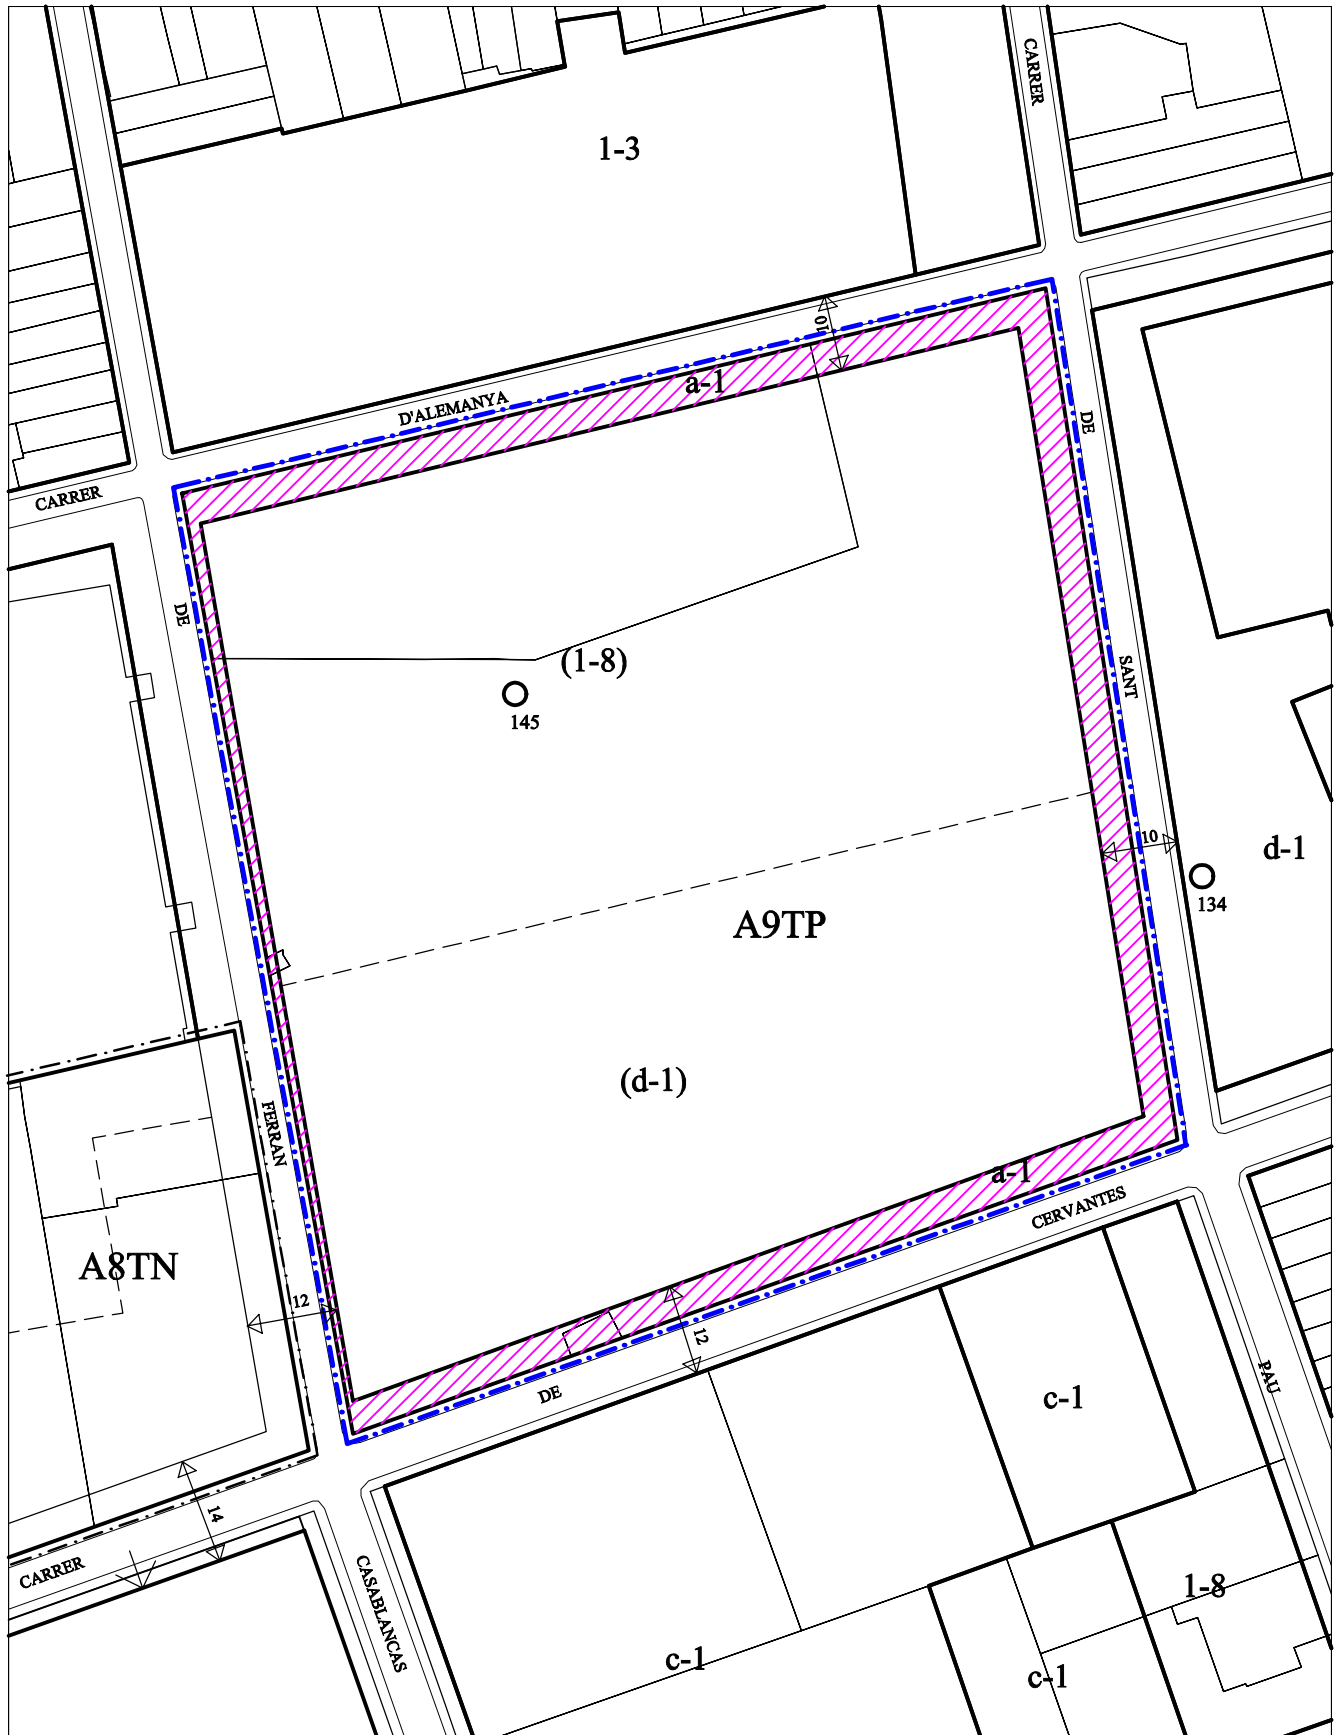 CARRER
1-3
10
a-1
D'ALEMANYA
CARRER
DE
DE
SANT
(1-8)
145
10
d-1
134
A9TP
(d-1)
FERRAN
a-1
CERVANTES
A8TN
12
12
DE
PAU
c-1
14
CARRER
CASABLANCAS
1-8
c-1
c-1